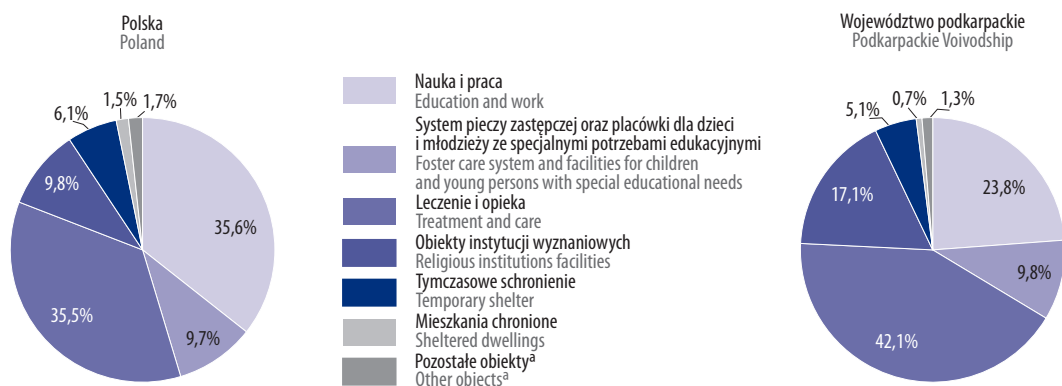 Polska
Poland
1,5%
1,7%
6,1%
9,8%
35,6%
35,5%
9,7%
Nauka i praca
Education and work
System pieczy zastępczej oraz placówki dla dzieci
i młodzieży ze specjalnymi potrzebami edukacyjnymi
Foster care system and facilities for children
and young persons with special educational needs
Leczenie i opieka
Treatment and care
Obiekty instytucji wyznaniowych
Religious institutions facilities
Tymczasowe schronienie
Temporary shelter
Mieszkania chronione
Sheltered dwellings
Pozostałe obiektyᵃ
Other objectsᵃ
Województwo podkarpackie
Podkarpackie Voivodship
0,7%
1,3%
5,1%
17,1%
23,8%
9,8%
42,1%